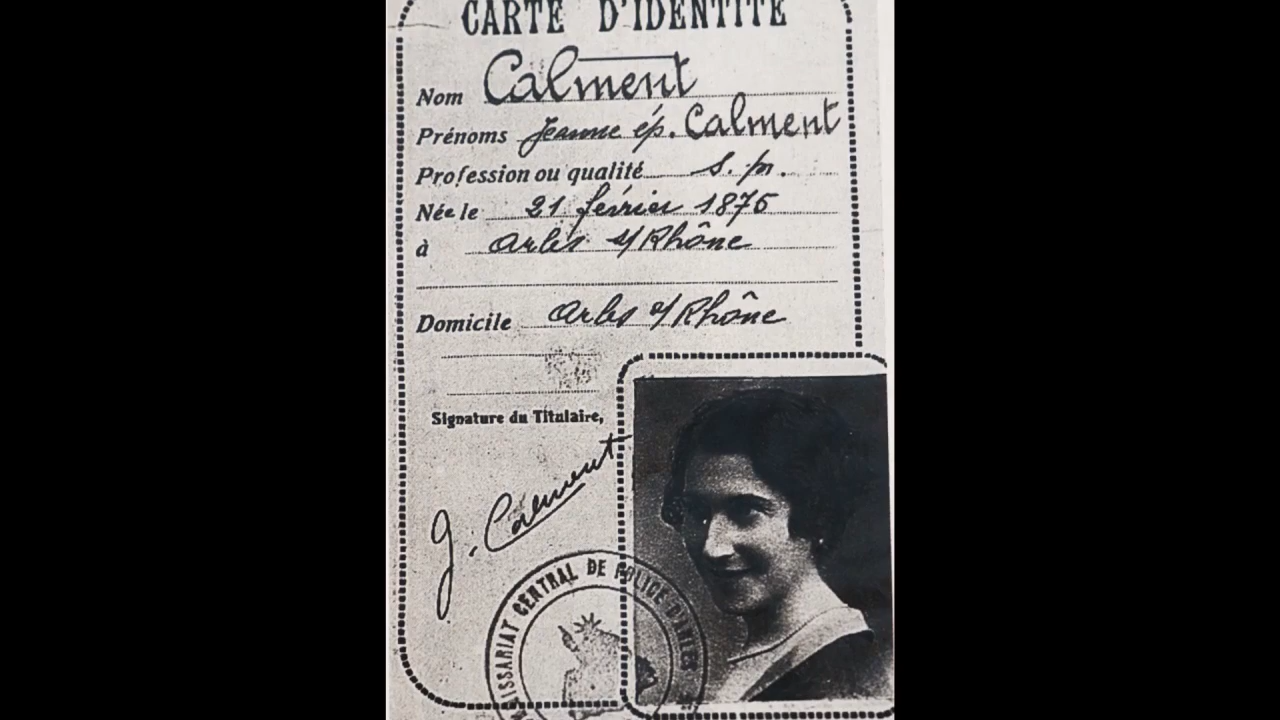 CARTE D'IDENTITÉ
Nom Calment
Prénoms Jeanne ép. Calment
Profession ou qualité s. p.
Née le 21 février 1875
à Arles s/Rhône
Domicile Arles s/Rhône
Signature du Titulaire,
J. Calment
COMMISSARIAT CENTRAL DE POLICE D'ARLES